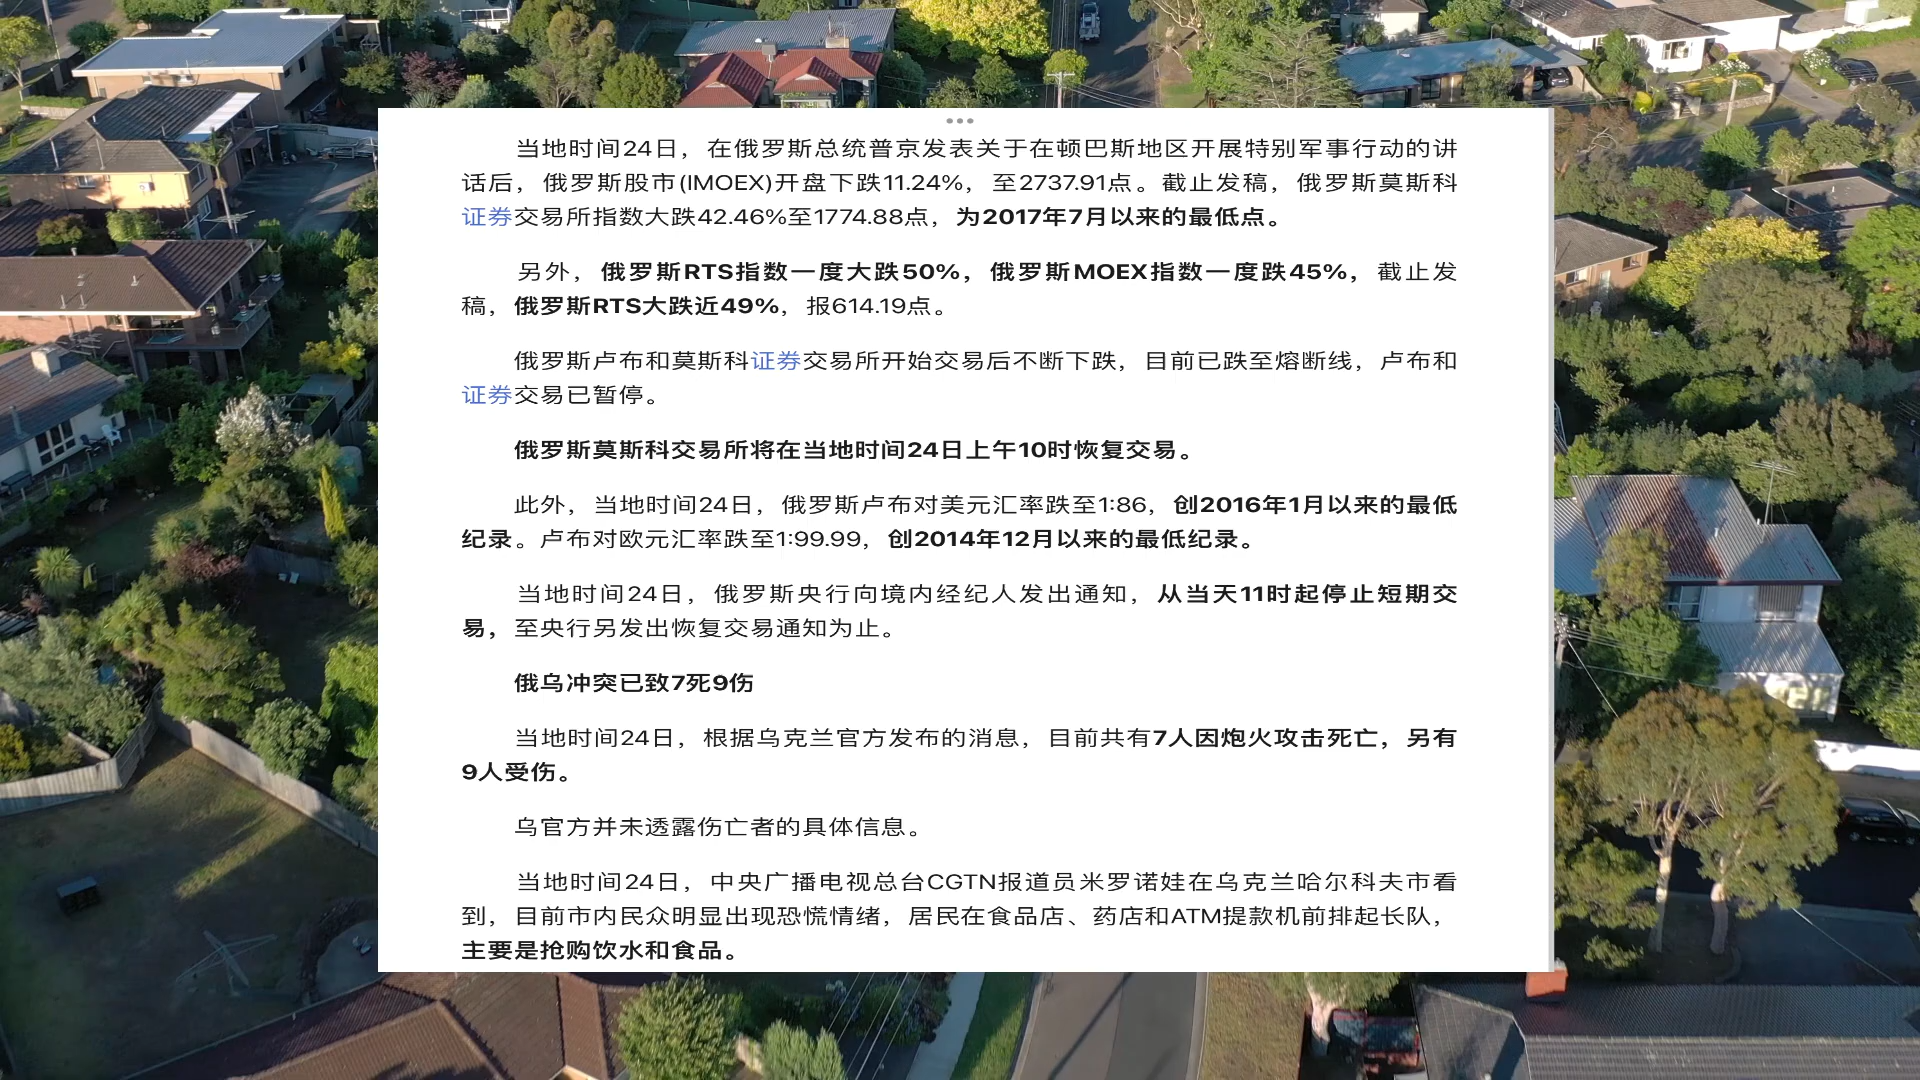 当地时间24日，在俄罗斯总统普京发表关于在顿巴斯地区开展特别军事行动的讲
话后，俄罗斯股市(IMOEX)开盘下跌11.24%，至2737.91点。截止发稿，俄罗斯莫斯科
证券交易所指数大跌42.46%至1774.88点，为2017年7月以来的最低点。
另外，俄罗斯RTS指数一度大跌50%，俄罗斯MOEX指数一度跌45%，截止发
稿，俄罗斯RTS大跌近49%，报614.19点。
俄罗斯卢布和莫斯科证券交易所开始交易后不断下跌，目前已跌至熔断线，卢布和
证券交易已暂停。
俄罗斯莫斯科交易所将在当地时间24日上午10时恢复交易。
此外，当地时间24日，俄罗斯卢布对美元汇率跌至1:86，创2016年1月以来的最低
纪录。卢布对欧元汇率跌至1:99.99，创2014年12月以来的最低纪录。
当地时间24日，俄罗斯央行向境内经纪人发出通知，从当天11时起停止短期交
易，至央行另发出恢复交易通知为止。
俄乌冲突已致7死9伤
当地时间24日，根据乌克兰官方发布的消息，目前共有7人因炮火攻击死亡，另有
9人受伤。
乌官方并未透露伤亡者的具体信息。
当地时间24日，中央广播电视总台CGTN报道员米罗诺娃在乌克兰哈尔科夫市看
到，目前市内民众明显出现恐慌情绪，居民在食品店、药店和ATM提款机前排起长队，
主要是抢购饮水和食品。